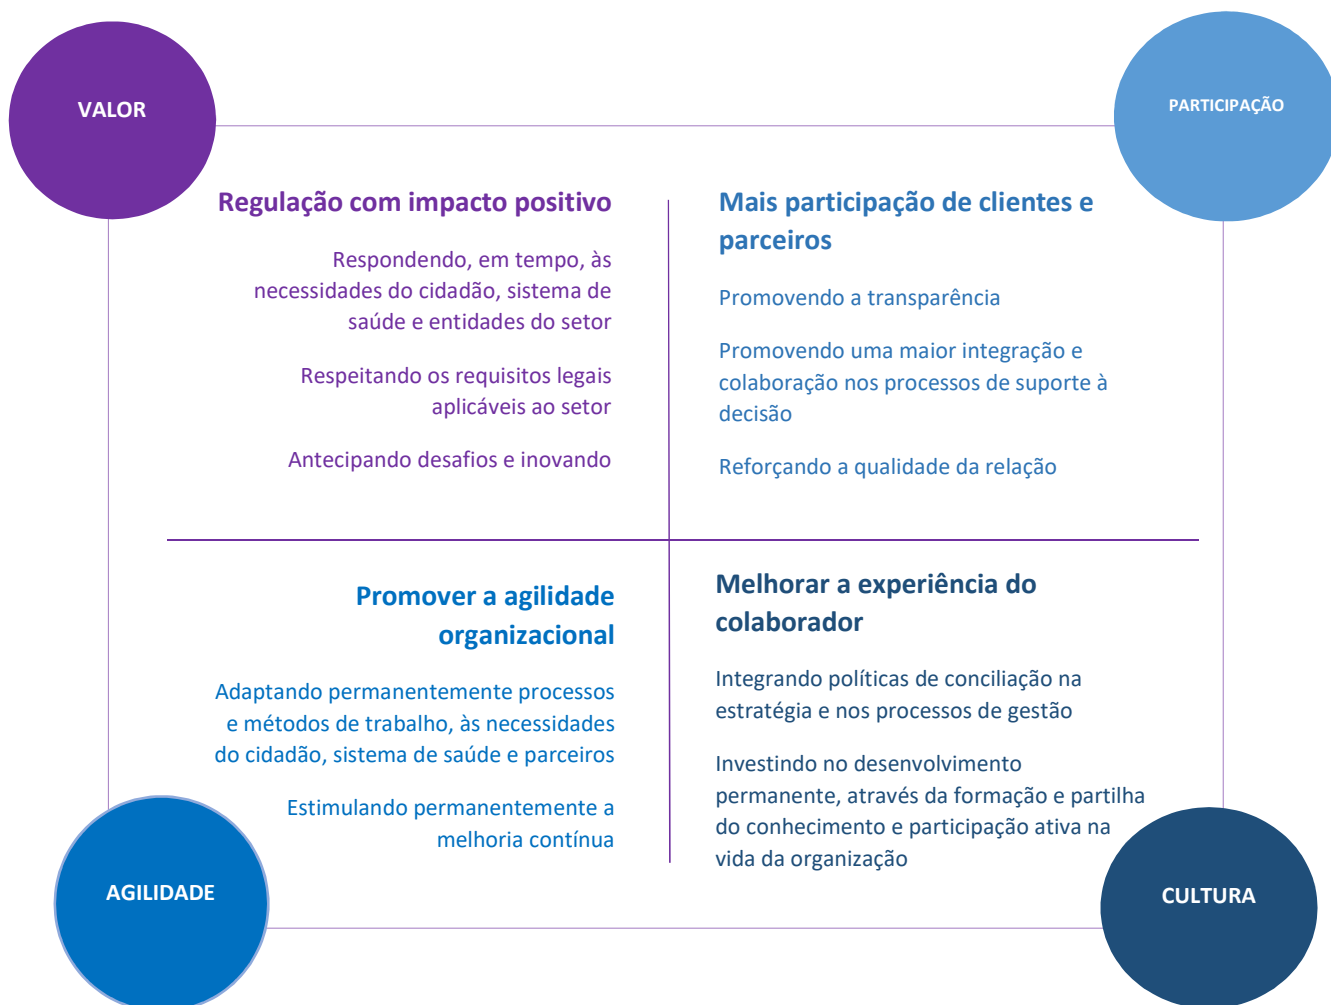 VALOR
PARTICIPAÇÃO
Regulação com impacto positivo
Respondendo, em tempo, às
necessidades do cidadão, sistema de
saúde e entidades do setor
Respeitando os requisitos legais
aplicáveis ao setor
Antecipando desafios e inovando
Mais participação de clientes e
parceiros
Promovendo a transparência
Promovendo uma maior integração e
colaboração nos processos de suporte à
decisão
Reforçando a qualidade da relação
Promover a agilidade
organizacional
Adaptando permanentemente processos
e métodos de trabalho, às necessidades
do cidadão, sistema de saúde e parceiros
Estimulando permanentemente a
melhoria contínua
Melhorar a experiência do
colaborador
Integrando políticas de conciliação na
estratégia e nos processos de gestão
Investindo no desenvolvimento
permanente, através da formação e partilha
do conhecimento e participação ativa na
vida da organização
AGILIDADE
CULTURA